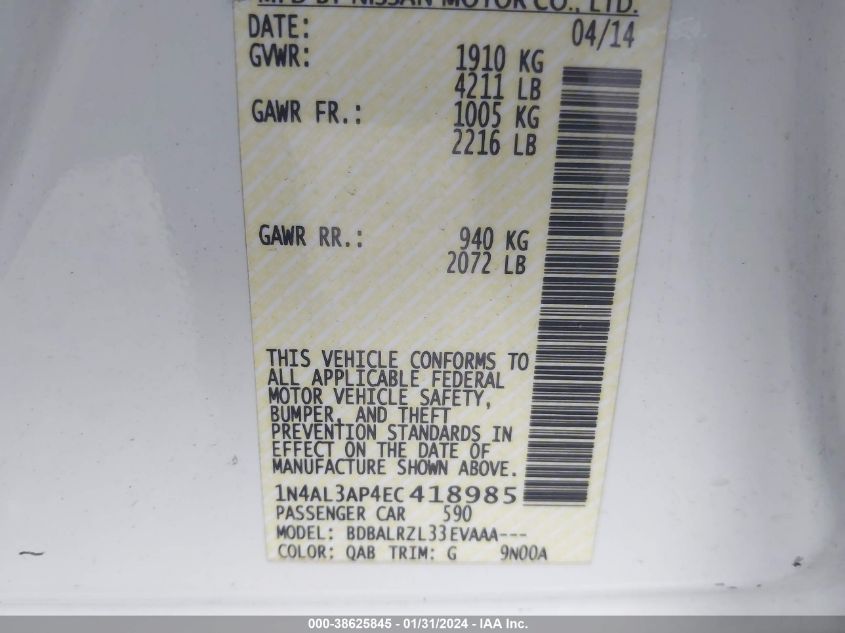 MFD BY NISSAN MOTOR CO., LTD.
DATE: 04/14
GVWR: 1910 KG
4211 LB
GAWR FR.: 1005 KG
2216 LB
GAWR RR.: 940 KG
2072 LB
THIS VEHICLE CONFORMS TO
ALL APPLICABLE FEDERAL
MOTOR VEHICLE SAFETY,
BUMPER, AND THEFT
PREVENTION STANDARDS IN
EFFECT ON THE DATE OF
MANUFACTURE SHOWN ABOVE.
1N4AL3AP4EC418985
PASSENGER CAR 590
MODEL: BDBALRZL33EVAAA---
COLOR: QAB TRIM: G 9N00A
000-38625845 - 01/31/2024 - IAA Inc.